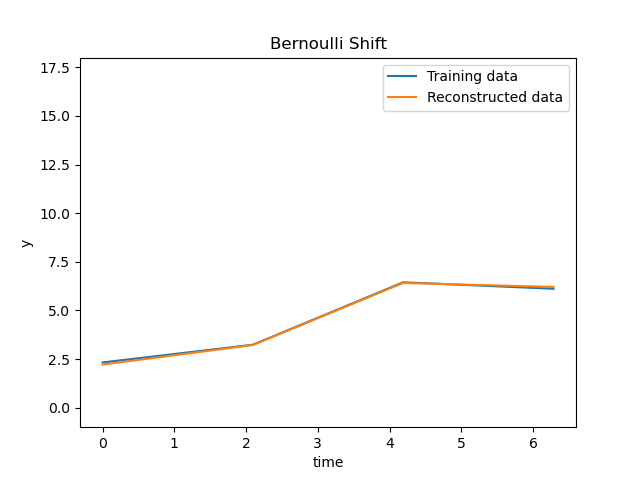 Bernoulli Shift
Training data
Reconstructed data
17.5
15.0
12.5
10.0
7.5
5.0
2.5
0.0
y
0 1 2 3 4 5 6
time